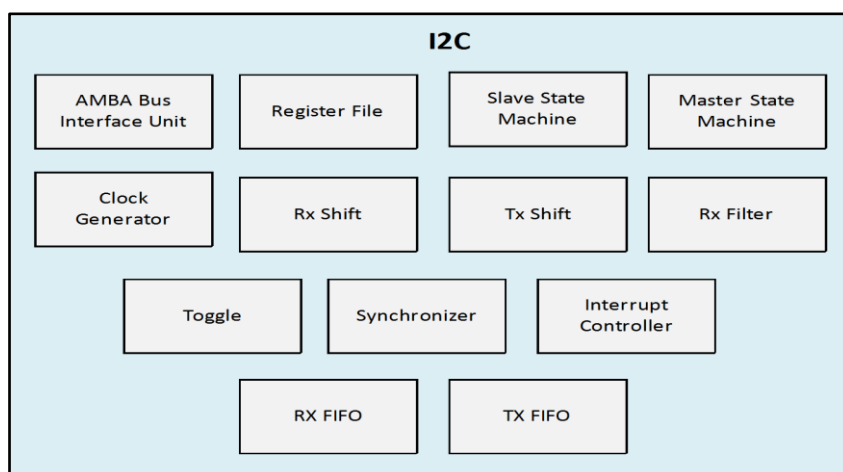 I2C
AMBA Bus
Interface Unit
Register File
Slave State
Machine
Master State
Machine
Clock
Generator
Rx Shift
Tx Shift
Rx Filter
Toggle
Synchronizer
Interrupt
Controller
RX FIFO
TX FIFO